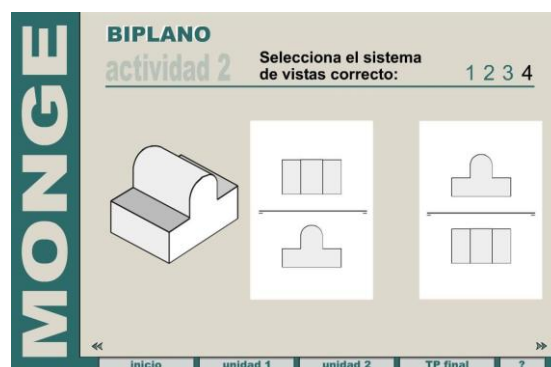 MONGE
BIPLANO
actividad 2
Selecciona el sistema
de vistas correcto:
1 2 3 4
«
»
inicio
unidad 1
unidad 2
TP final
?